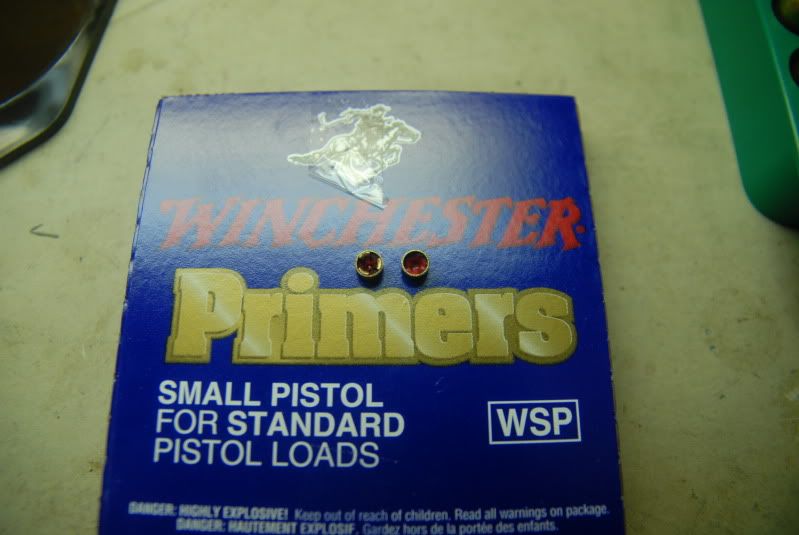 WINCHESTER
Primers
SMALL PISTOL
FOR STANDARD
PISTOL LOADS
WSP
DANGER: HIGHLY EXPLOSIVE! Keep out of reach of children. Read all warnings on package.
DANGER: HAUTEMENT EXPLOSIF. Gardez hors de la portée des enfants.